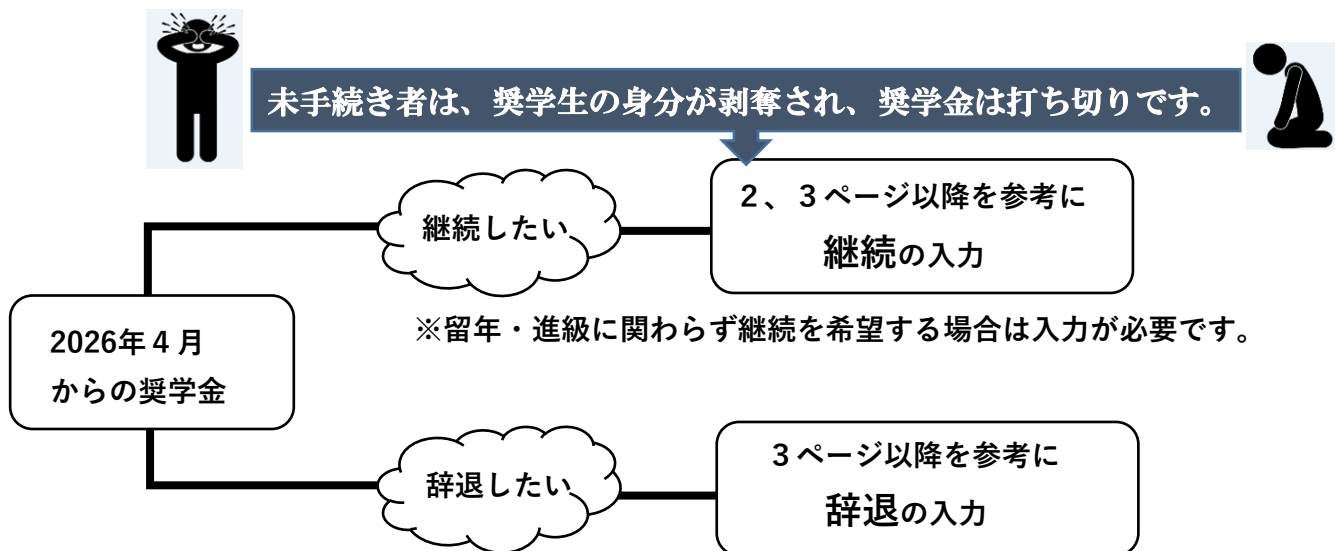 未手続き者は、奨学生の身分が剥奪され、奨学金は打ち切りです。
継続したい
２、３ページ以降を参考に
継続の入力
※留年・進級に関わらず継続を希望する場合は入力が必要です。
2026年４月
からの奨学金
辞退したい
３ページ以降を参考に
辞退の入力